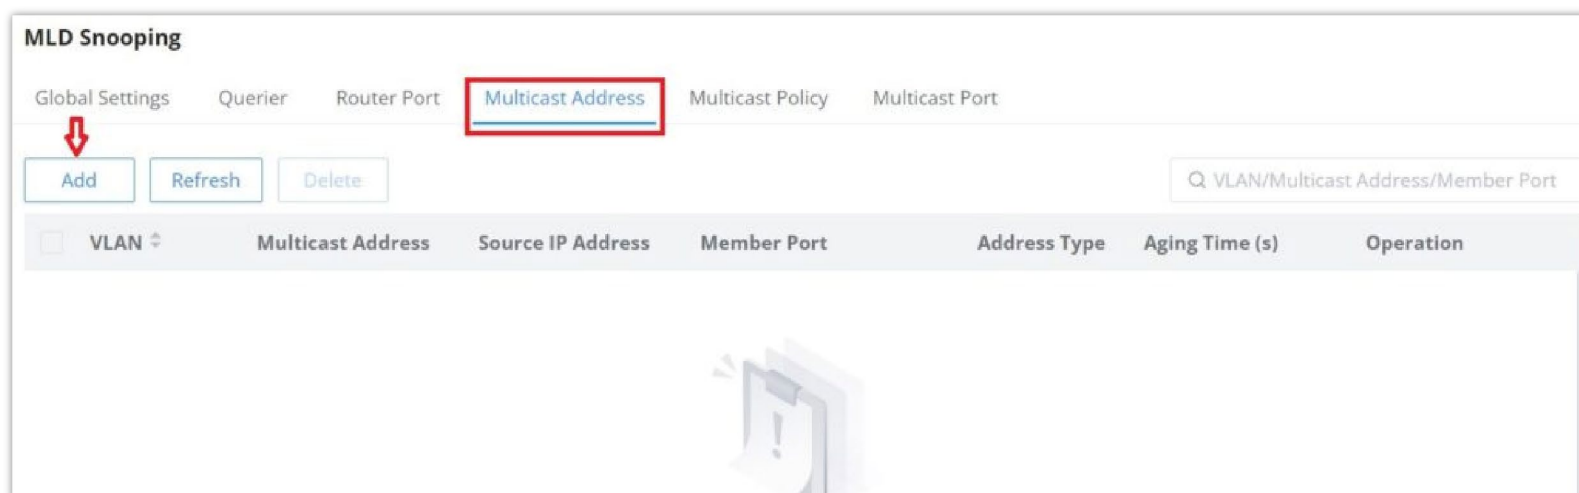 MLD Snooping
Global Settings Querier Router Port Multicast Address Multicast Policy Multicast Port
Add Refresh Delete VLAN/Multicast Address/Member Port
VLAN Multicast Address Source IP Address Member Port Address Type Aging Time (s) Operation